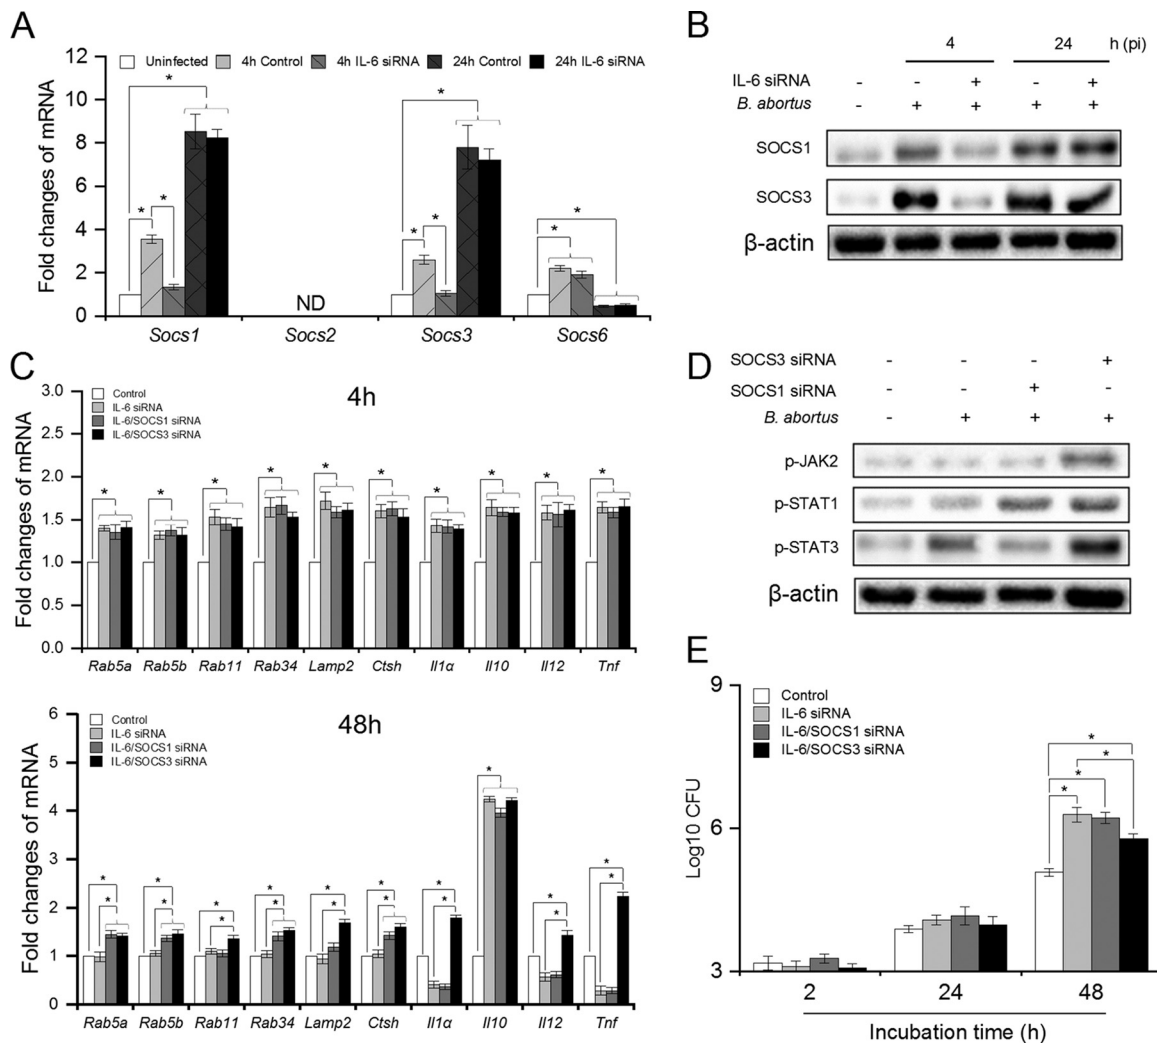 A
Uninfected
4h Control
4h IL-6 siRNA
24h Control
24h IL-6 siRNA
Fold changes of mRNA
12
10
8
6
4
2
0
*
*
*
*
*
*
*
*
ND
Socs1
Socs2
Socs3
Socs6
B
4
24
h (pi)
IL-6 siRNA
-
-
+
-
+
B. abortus
-
+
+
+
+
SOCS1
SOCS3
β-actin
C
Control
IL-6 siRNA
IL-6/SOCS1 siRNA
IL-6/SOCS3 siRNA
4h
Fold changes of mRNA
3.0
2.5
2.0
1.5
1.0
0.5
0.0
* * * * * * * * * *
Rab5a Rab5b Rab11 Rab34 Lamp2 Ctsh Il1α Il10 Il12 Tnf
Control
IL-6 siRNA
IL-6/SOCS1 siRNA
IL-6/SOCS3 siRNA
48h
Fold changes of mRNA
6
5
4
3
2
1
0
* * * * * * * * * *
* * * * * * * * *
Rab5a Rab5b Rab11 Rab34 Lamp2 Ctsh Il1α Il10 Il12 Tnf
D
SOCS3 siRNA
- - - +
SOCS1 siRNA
- - + -
B. abortus
- + + +
p-JAK2
p-STAT1
p-STAT3
β-actin
E
Control
IL-6 siRNA
IL-6/SOCS1 siRNA
IL-6/SOCS3 siRNA
Log10 CFU
9
6
3
*
*
*
*
2 24 48
Incubation time (h)